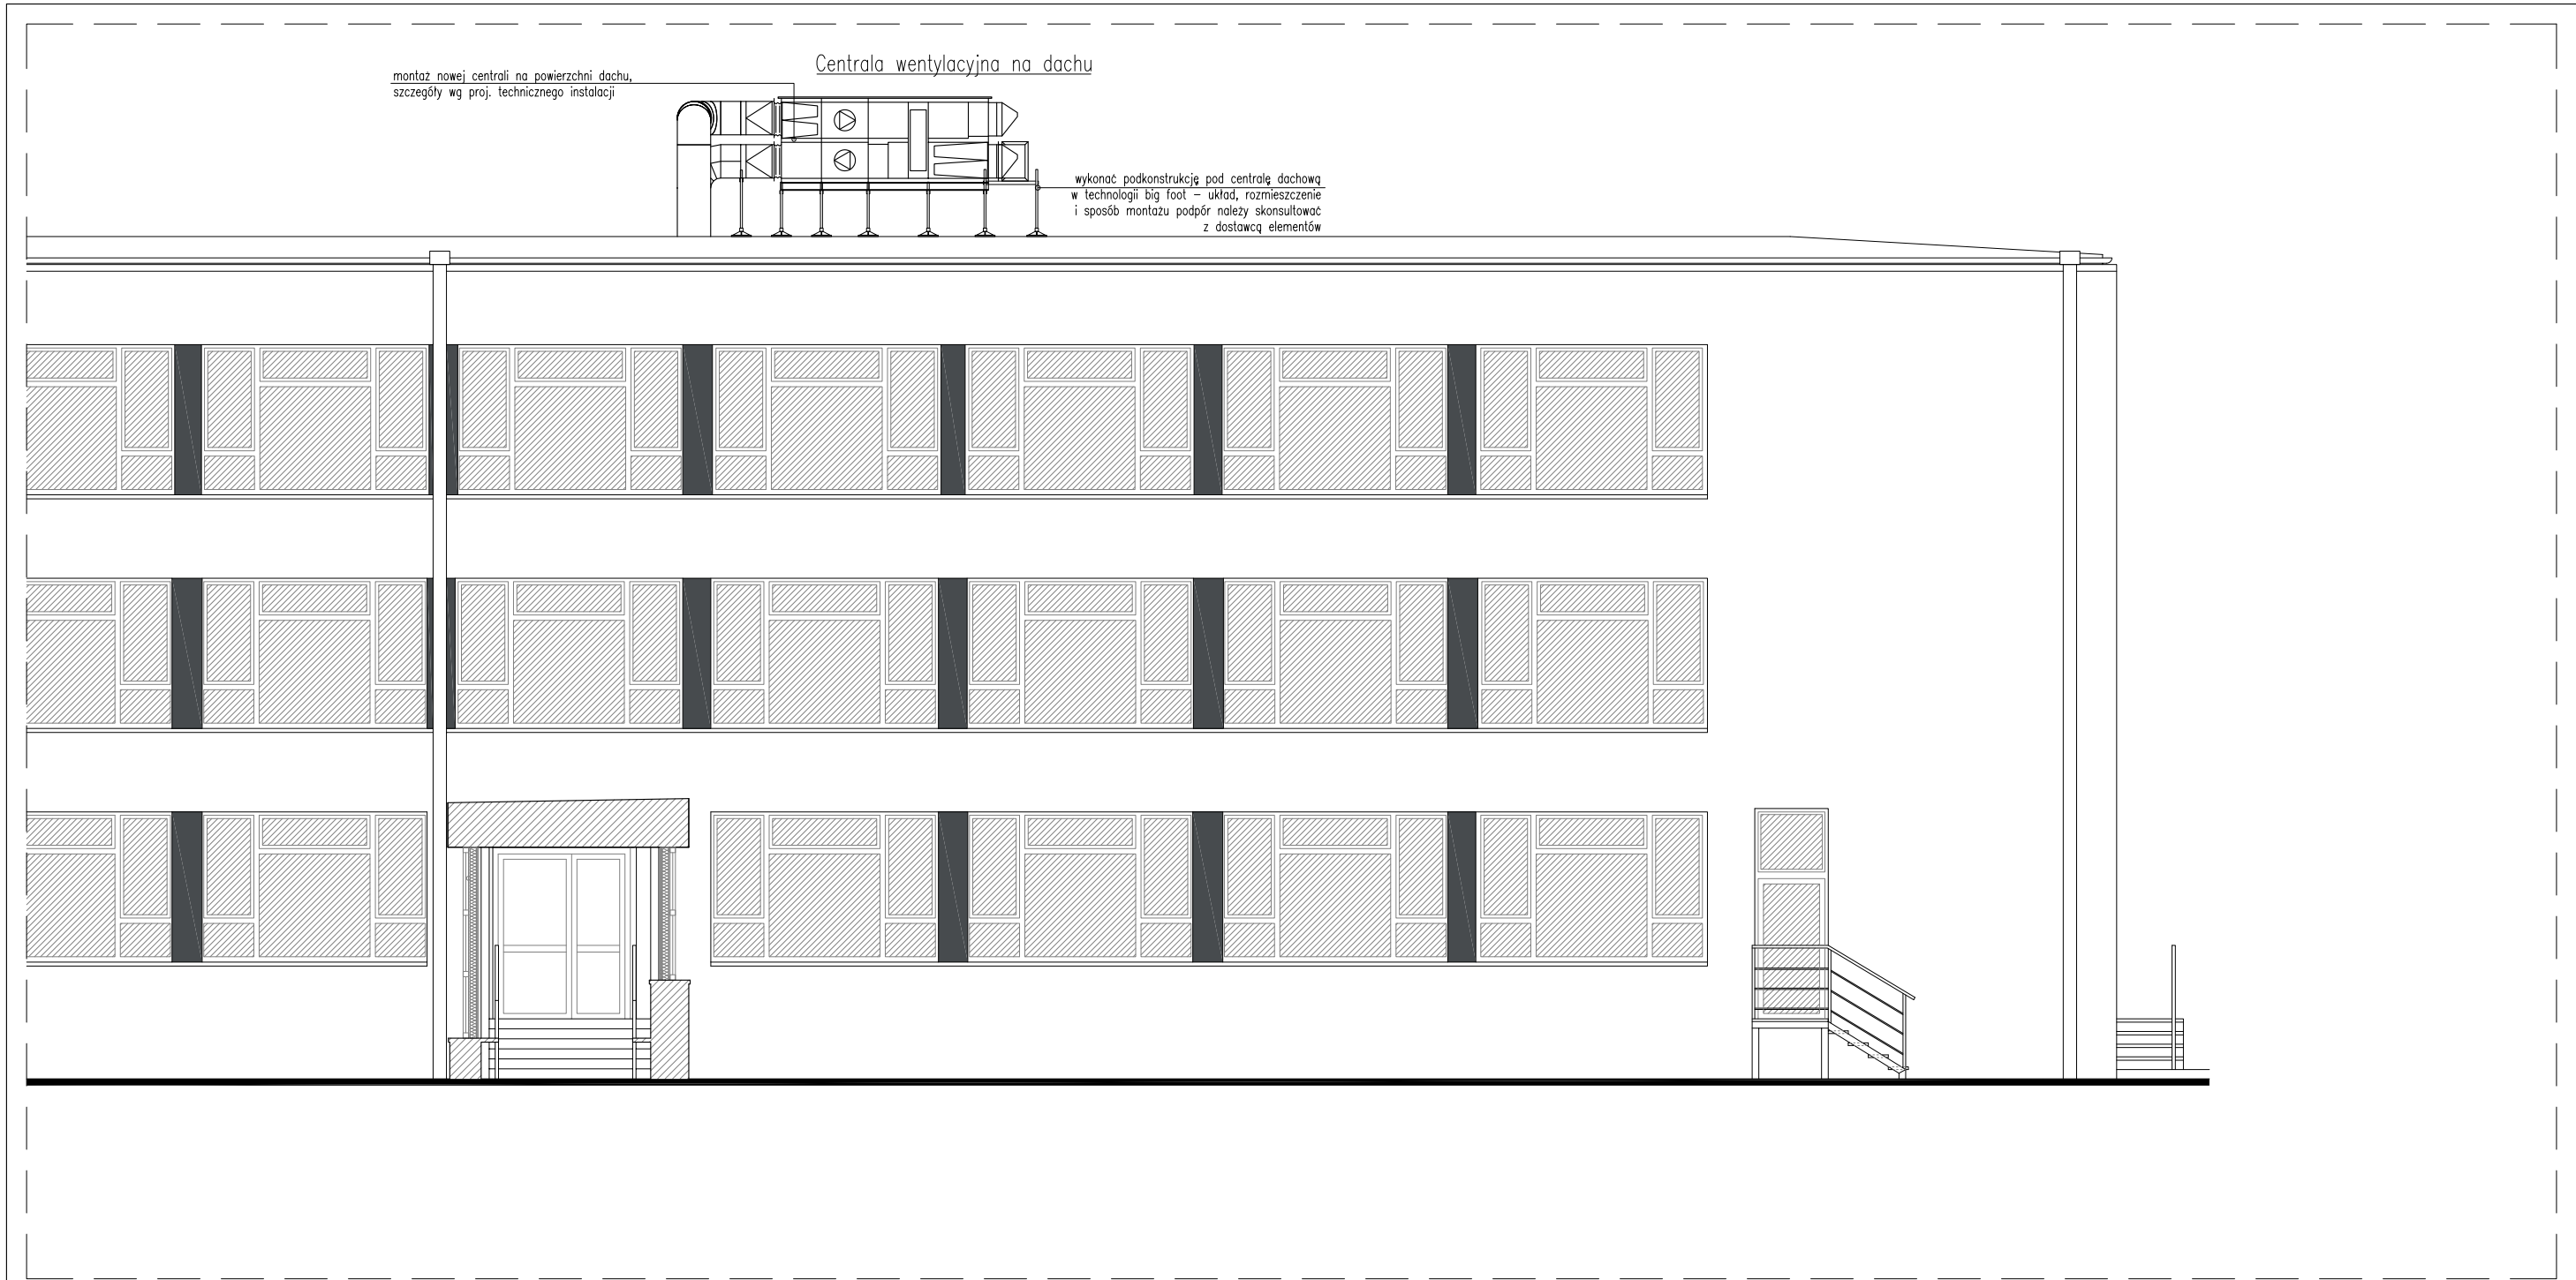 Centrala wentylacyjna na dachu
montaż nowej centrali na powierzchni dachu,
szczegóły wg proj. technicznego instalacji
wykonać podkonstrukcję pod centralę dachową
w technologii big foot – układ, rozmieszczenie
i sposób montażu podpór należy skonsultować
z dostawcą elementów